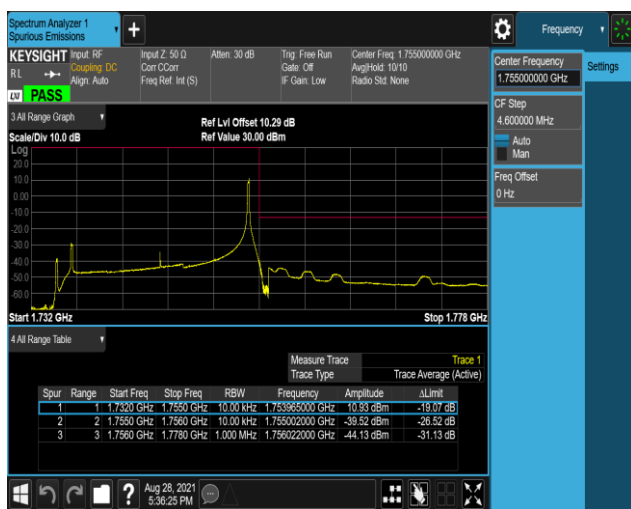 Spectrum Analyzer 1
Spurious Emissions
+
Frequency
KEYSIGHT
RL
Input: RF
Coupling: DC
Align: Auto
Input Z: 50 Ω
Corr CCorr
Freq Ref: Int (S)
Atten: 30 dB
Trig: Free Run
Gate: Off
IF Gain: Low
Center Freq: 1.755000000 GHz
Avg|Hold: 10/10
Radio Std: None
LXI PASS
Center Frequency
1.755000000 GHz
Settings
CF Step
4.600000 MHz
Auto
Man
Freq Offset
0 Hz
3 All Range Graph
Ref Lvl Offset 10.29 dB
Scale/Div 10.0 dB
Ref Value 30.00 dBm
Log
20.0
10.0
0.00
-10.0
-20.0
-30.0
-40.0
-50.0
-60.0
Start 1.732 GHz
Stop 1.778 GHz
4 All Range Table
Measure Trace Trace 1
Trace Type Trace Average (Active)
Spur Range Start Freq Stop Freq RBW Frequency Amplitude ΔLimit
1 1 1.7320 GHz 1.7550 GHz 10.00 kHz 1.753965000 GHz 10.93 dBm -19.07 dB
2 2 1.7550 GHz 1.7560 GHz 10.00 kHz 1.755002000 GHz -39.52 dBm -26.52 dB
3 3 1.7560 GHz 1.7780 GHz 1.000 MHz 1.756022000 GHz -44.13 dBm -31.13 dB
?
Aug 28, 2021
5:36:25 PM